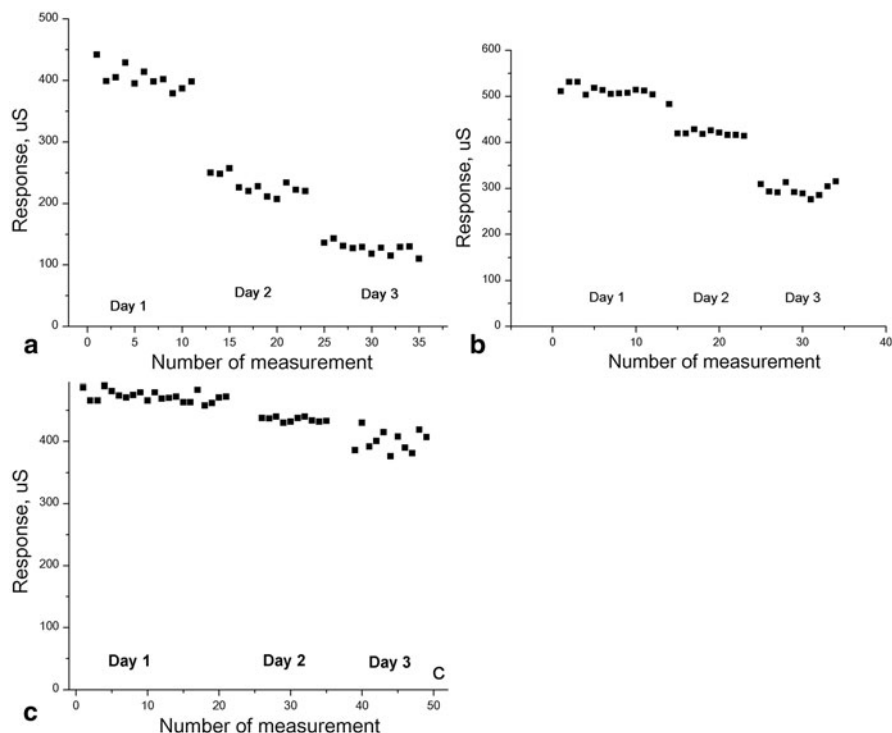 500
400
300
200
100
0
Response, uS
Day 1
Day 2
Day 3
0 5 10 15 20 25 30 35
Number of measurement
a
600
500
400
300
200
100
0
Response, uS
Day 1
Day 2
Day 3
0 10 20 30 40
Number of measurement
b
400
300
200
100
0
Response, uS
Day 1
Day 2
Day 3
C
0 10 20 30 40 50
Number of measurement
c